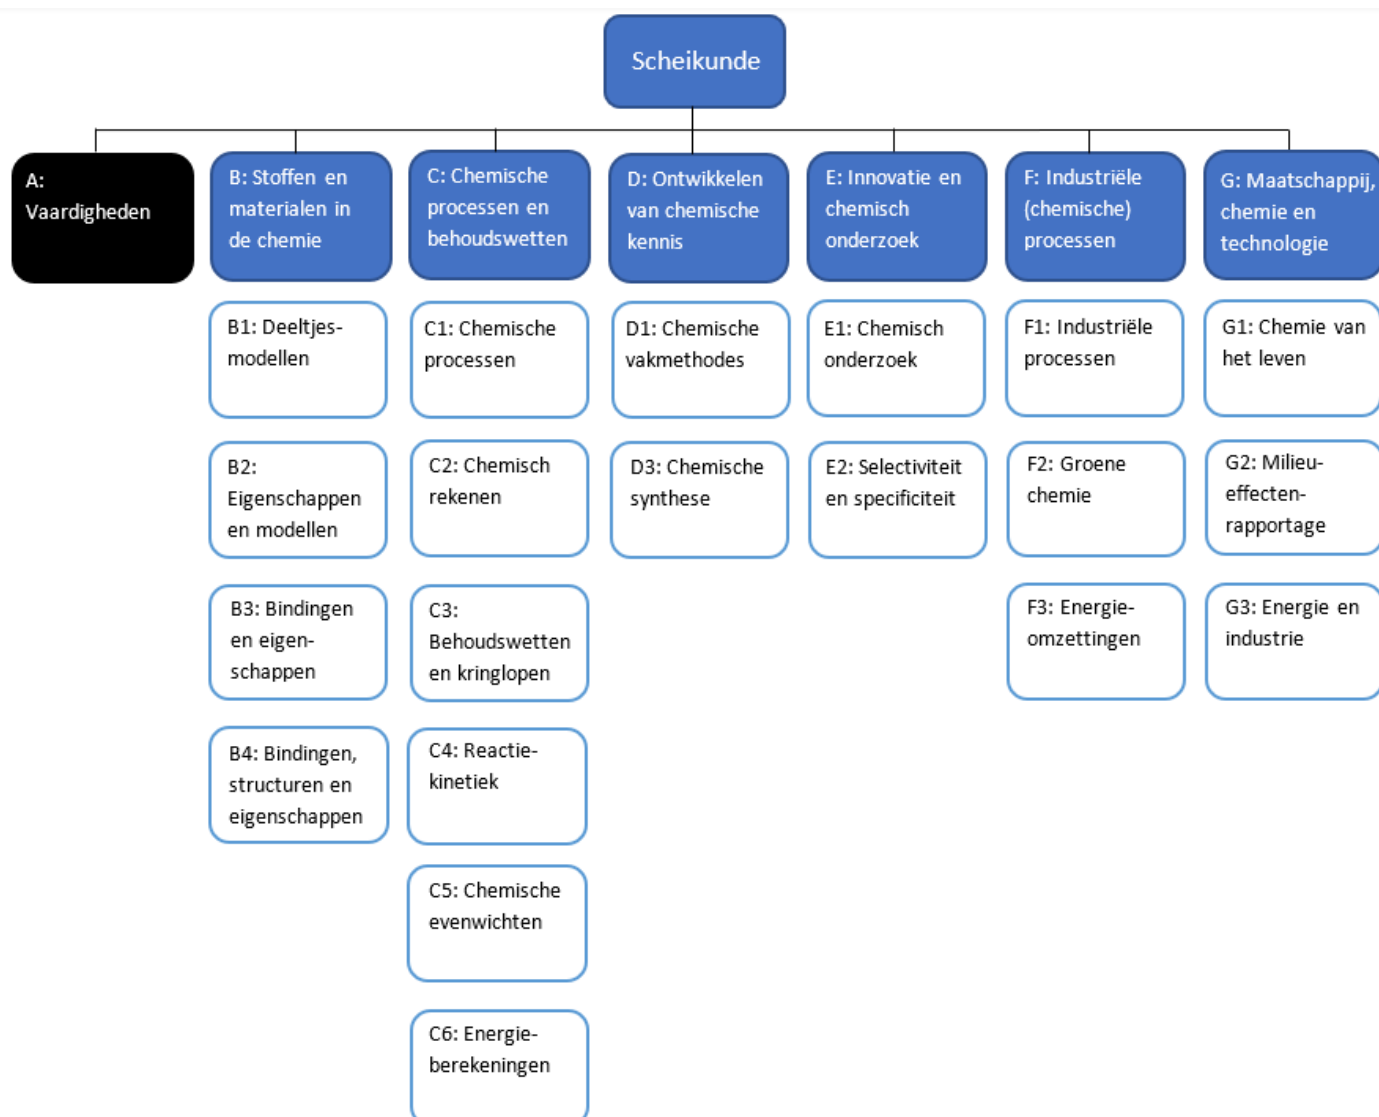 Scheikunde
A:
Vaardigheden
B: Stoffen en
materialen in
de chemie
C: Chemische
processen en
behoudswetten
D: Ontwikkelen
van chemische
kennis
E: Innovatie en
chemisch
onderzoek
F: Industriële
(chemische)
processen
G: Maatschappij,
chemie en
technologie
B1: Deeltjes-
modellen
C1: Chemische
processen
D1: Chemische
vakmethodes
E1: Chemisch
onderzoek
F1: Industriële
processen
G1: Chemie van
het leven
B2:
Eigenschappen
en modellen
C2: Chemisch
rekenen
D3: Chemische
synthese
E2: Selectiviteit
en specificiteit
F2: Groene
chemie
G2: Milieu-
effecten-
rapportage
B3: Bindingen
en eigen-
schappen
C3:
Behoudswetten
en kringlopen
F3: Energie-
omzettingen
G3: Energie en
industrie
B4: Bindingen,
structuren en
eigenschappen
C4: Reactie-
kinetiek
C5: Chemische
evenwichten
C6: Energie-
berekeningen